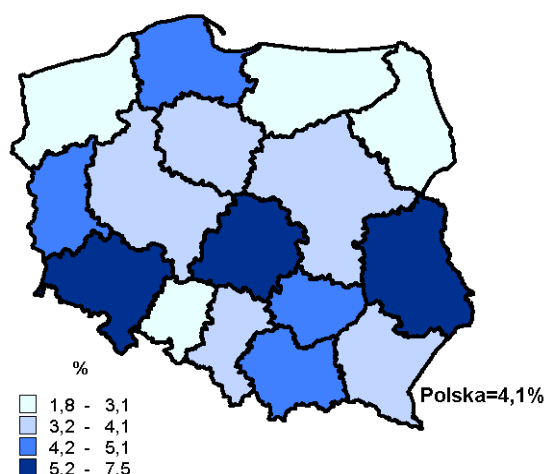 %
1,8 - 3,1
3,2 - 4,1
4,2 - 5,1
5,2 - 7,5
Polska=4,1%